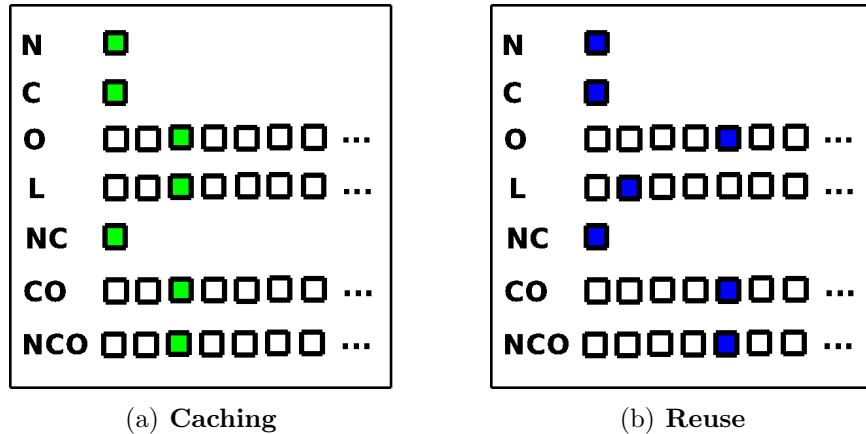 N
C
O ...
L ...
NC
CO ...
NCO ...
(a) Caching
N
C
O ...
L ...
NC
CO ...
NCO ...
(b) Reuse